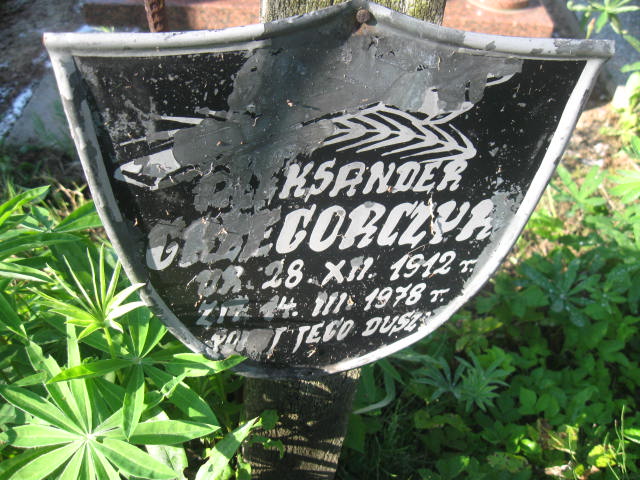 ALEKSANDER
GRZEGORCZYK
UR. 28. XII. 1912 r.
ZM. 14. III. 1978 r.
POKÓJ JEGO DUSZY